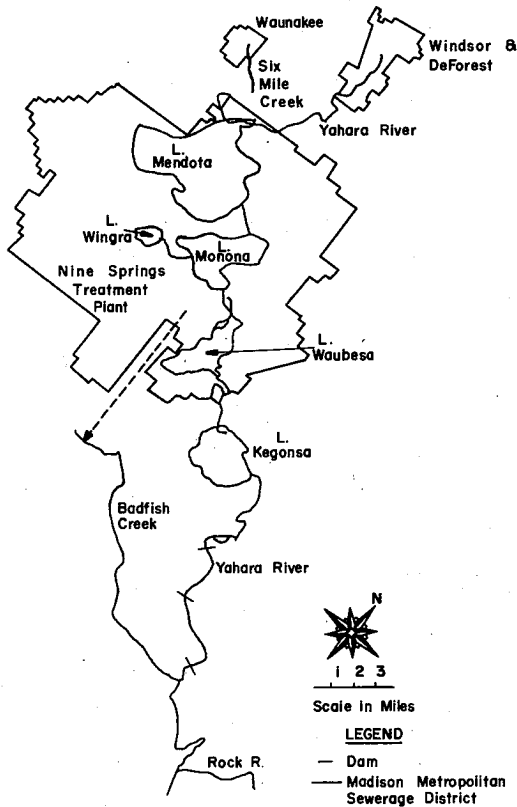 Waunakee
Windsor &
DeForest
Six
Mile
Creek
Yahara River
L.
Mendota
L.
Wingra
L.
Monona
Nine Springs
Treatment
Plant
L.
Waubesa
L.
Kegonsa
Badfish
Creek
Yahara River
N
1 2 3
Scale in Miles
LEGEND
Dam
Madison Metropolitan
Sewerage District
Rock R.